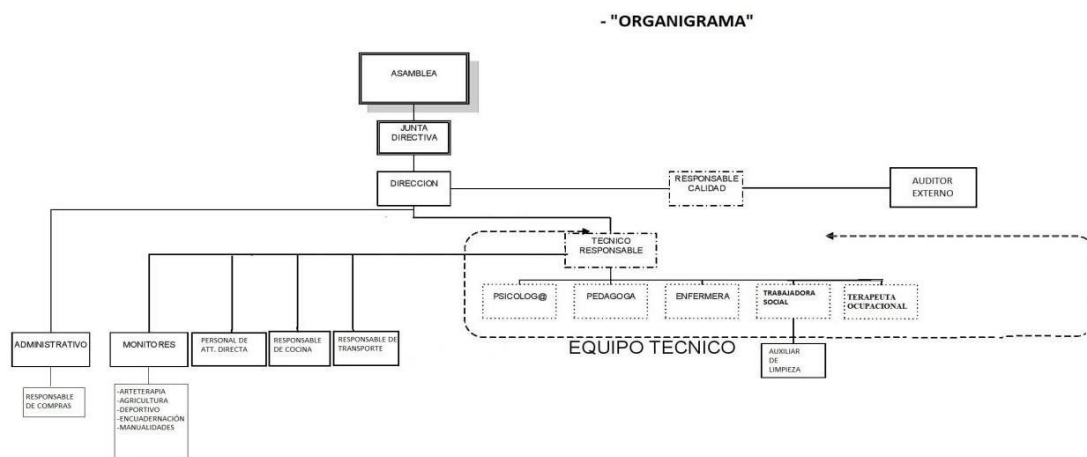 - "ORGANIGRAMA"
ASAMBLEA
JUNTA
DIRECTIVA
DIRECCION
RESPONSABLE
CALIDAD
AUDITOR
EXTERNO
TECNICO
RESPONSABLE
PSICOLOG@
PEDAGOGA
ENFERMERA
TRABAJADORA
SOCIAL
TERAPEUTA
OCUPACIONAL
ADMINISTRATIVO
MONITORES
PERSONAL DE
ATT. DIRECTA
RESPONSABLE
DE COCINA
RESPONSABLE DE
TRANSPORTE
EQUIPO TECNICO
AUXILIAR
DE
LIMPIEZA
RESPONSABLE
DE COMPRAS
-ARTETERAPIA
-AGRICULTURA
-DEPORTIVO
-ENCUADERNACIÓN
-MANUALIDADES